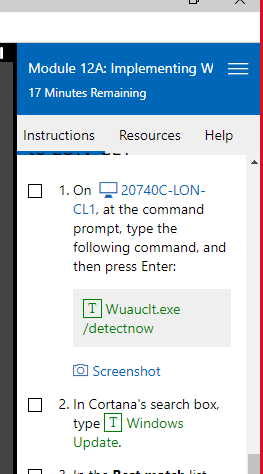 Module 12A: Implementing W
17 Minutes Remaining
Instructions Resources Help
1. On 20740C-LON-
CL1, at the command
prompt, type the
following command, and
then press Enter:
T Wuauclt.exe
/detectnow
Screenshot
2. In Cortana's search box,
type T Windows
Update.
3. In the Best match list